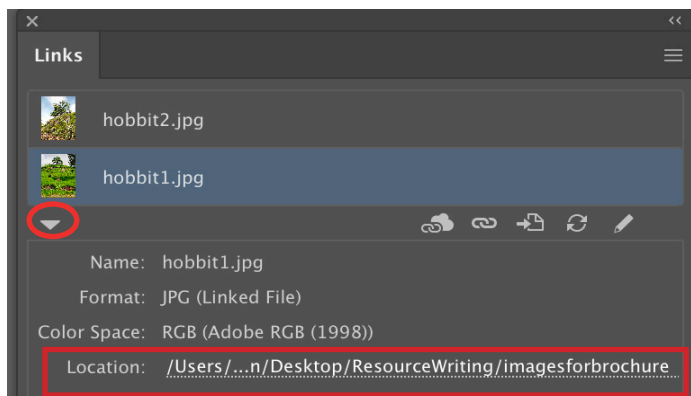 Links
hobbit2.jpg
hobbit1.jpg
Name: hobbit1.jpg
Format: JPG (Linked File)
Color Space: RGB (Adobe RGB (1998))
Location: /Users/...n/Desktop/ResourceWriting/imagesforbrochure